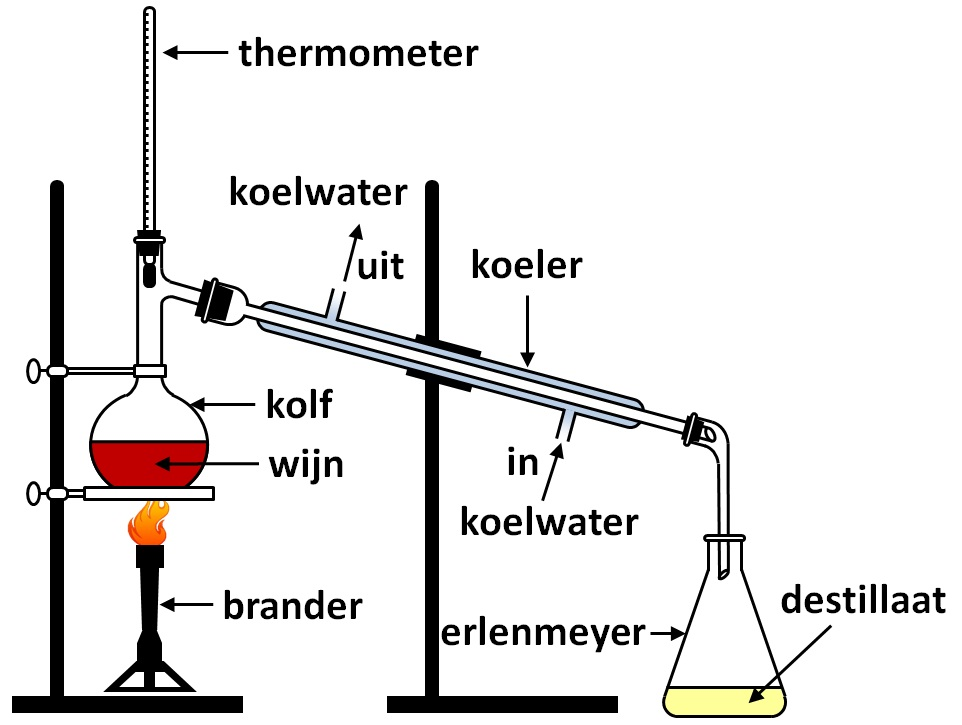 thermometer
koelwater
uit
koeler
kolf
wijn
in
koelwater
brander
erlenmeyer
destillaat